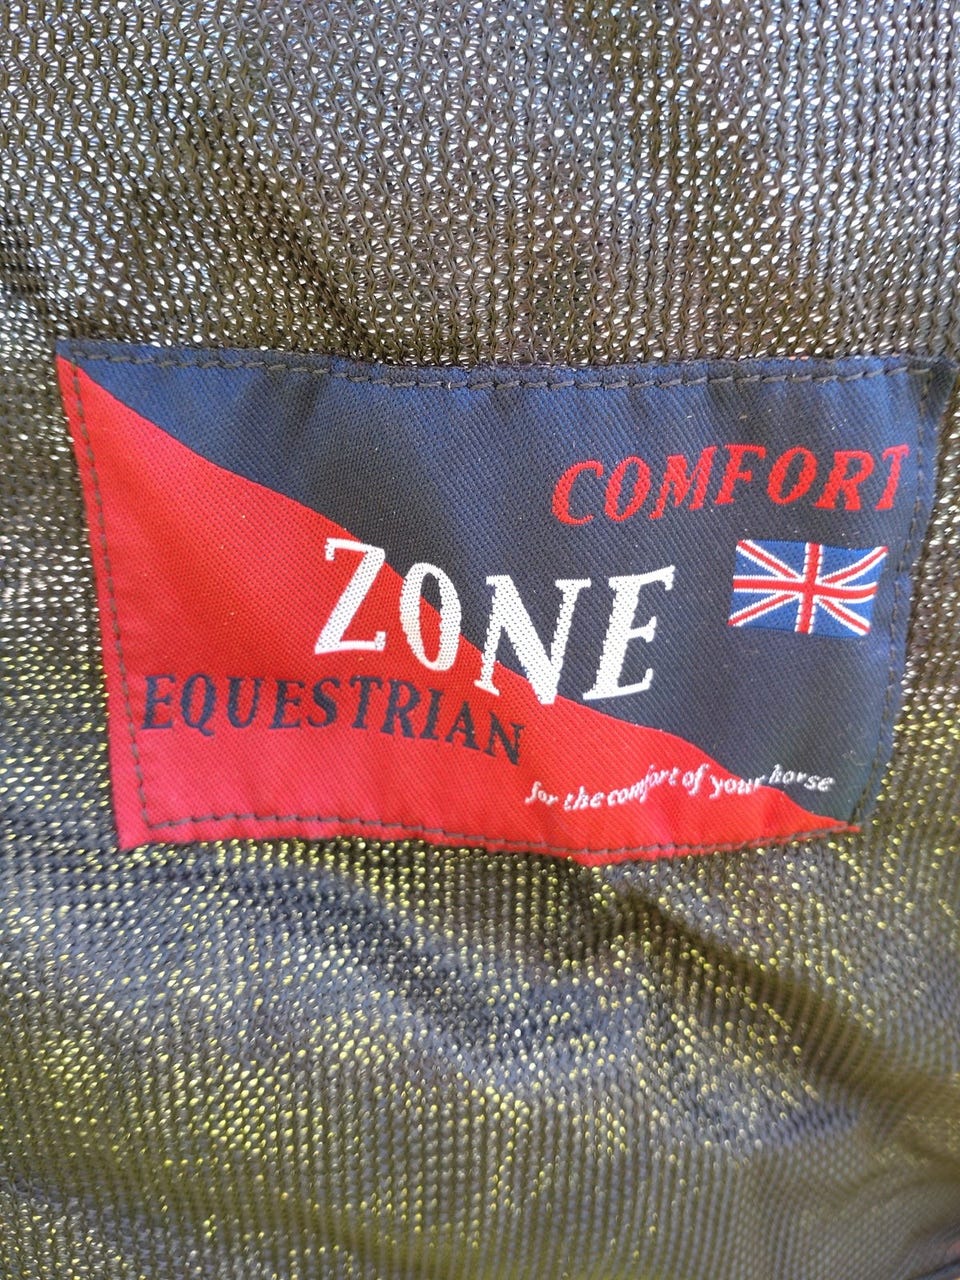 COMFORT
ZONE
EQUESTRIAN
for the comfort of your horse